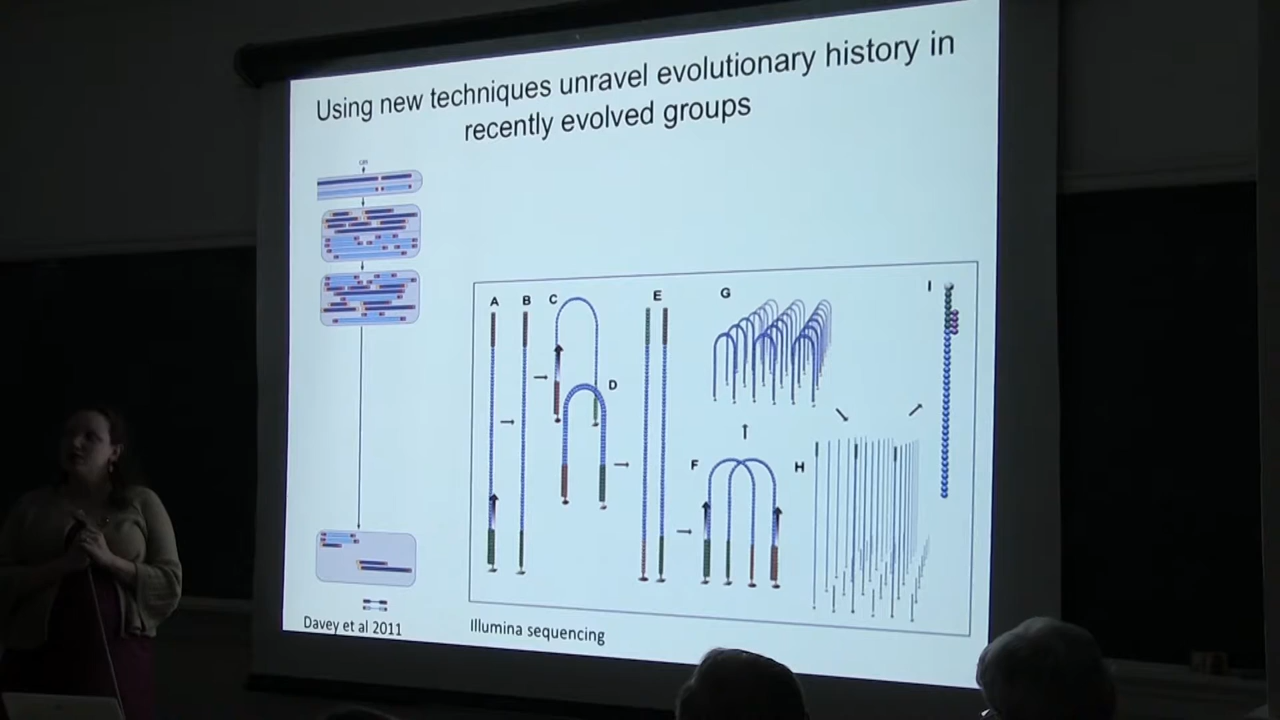 Using new techniques unravel evolutionary history in
recently evolved groups
A
B
C
D
E
F
G
H
I
Davey et al 2011
Illumina sequencing